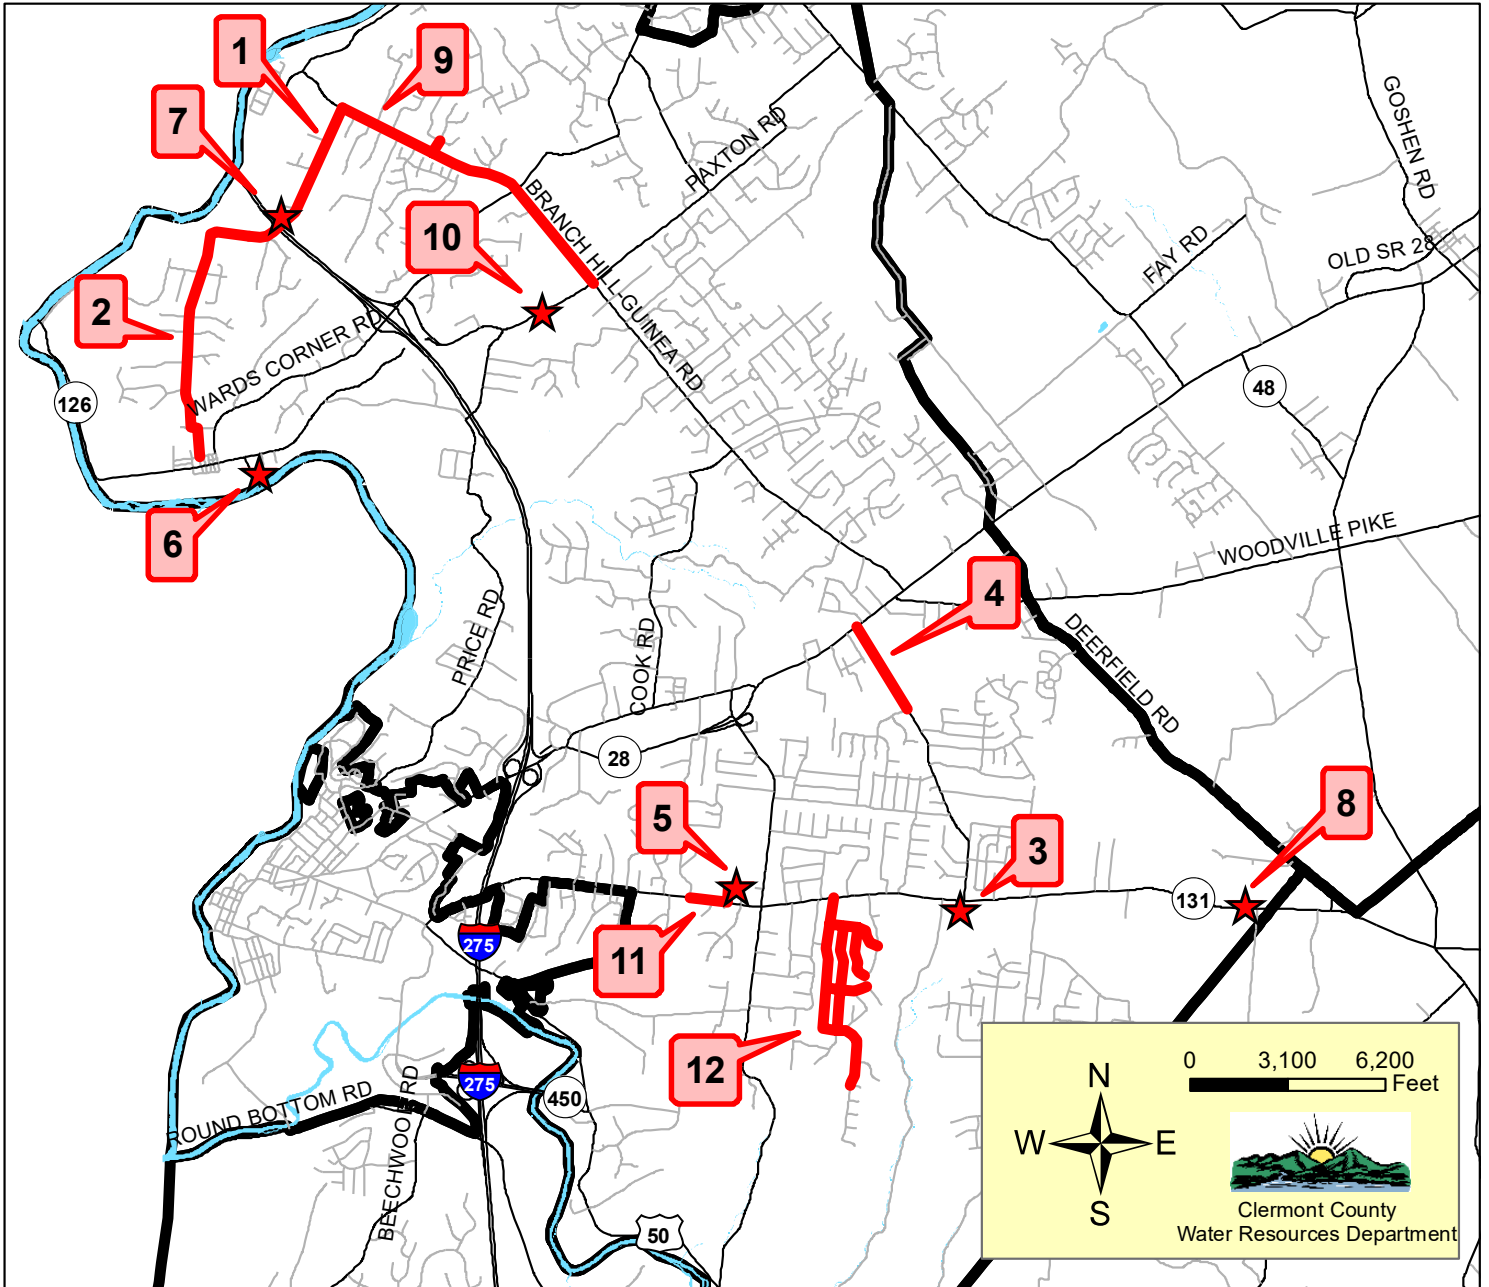 1
9
7
GOSHEN RD
PAXTON RD
BRANCH HILL-GUINEA RD
10
FAY RD
OLD SR 28
2
WARDS CORNER RD
126
48
6
WOODVILLE PIKE
4
PRICE RD
COOK RD
DEERFIELD RD
28
5
8
3
131
275
11
12
275
450
ROUND BOTTOM RD
BEECHWOOD RD
50
N
W E
S
0 3,100 6,200
Feet
Clermont County
Water Resources Department